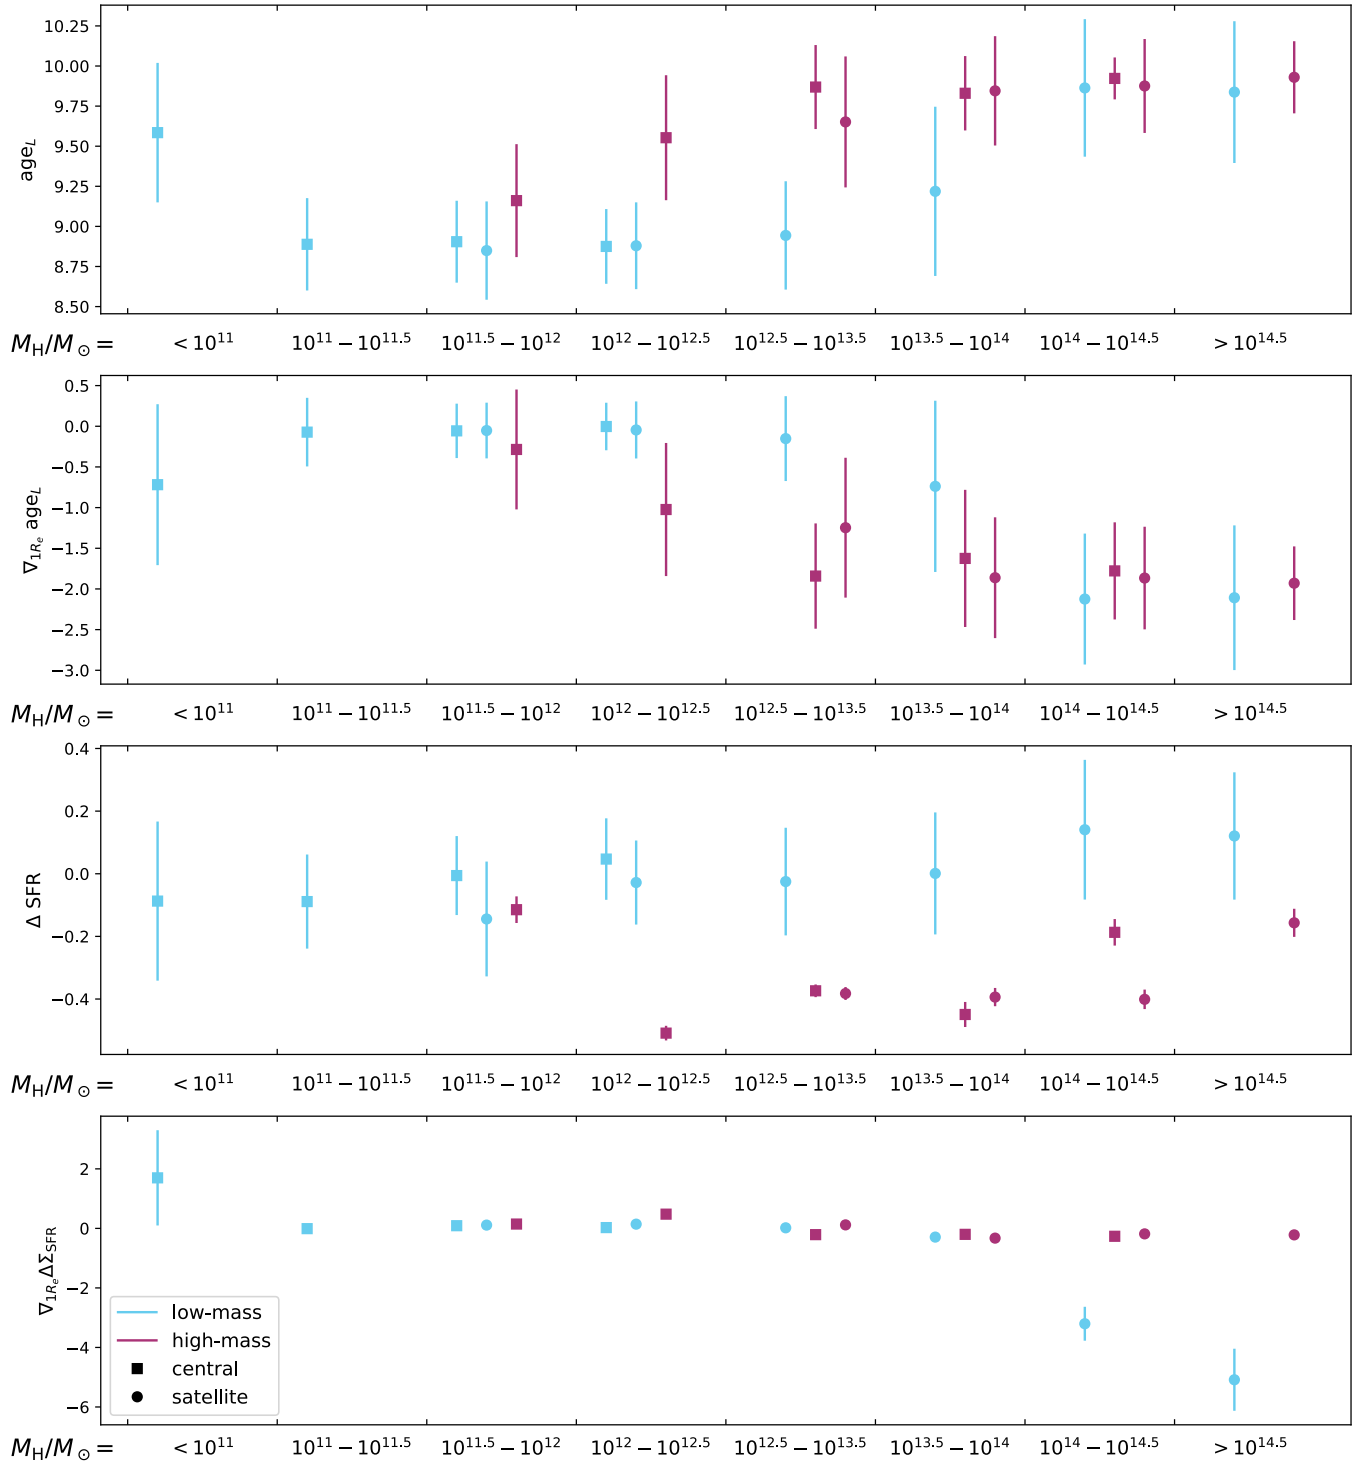 10.25
10.00
9.75
9.50
9.25
9.00
8.75
8.50
age_L
M_H/M_⊙ = < 10^11 10^11 − 10^11.5 10^11.5 − 10^12 10^12 − 10^12.5 10^12.5 − 10^13.5 10^13.5 − 10^14 10^14 − 10^14.5 > 10^14.5
0.5
0.0
−0.5
−1.0
−1.5
−2.0
−2.5
−3.0
∇_1R_e age_L
M_H/M_⊙ = < 10^11 10^11 − 10^11.5 10^11.5 − 10^12 10^12 − 10^12.5 10^12.5 − 10^13.5 10^13.5 − 10^14 10^14 − 10^14.5 > 10^14.5
0.4
0.2
0.0
−0.2
−0.4
Δ SFR
M_H/M_⊙ = < 10^11 10^11 − 10^11.5 10^11.5 − 10^12 10^12 − 10^12.5 10^12.5 − 10^13.5 10^13.5 − 10^14 10^14 − 10^14.5 > 10^14.5
2
0
−2
−4
−6
∇_1R_e ΔΣ_SFR
low-mass
high-mass
central
satellite
M_H/M_⊙ = < 10^11 10^11 − 10^11.5 10^11.5 − 10^12 10^12 − 10^12.5 10^12.5 − 10^13.5 10^13.5 − 10^14 10^14 − 10^14.5 > 10^14.5